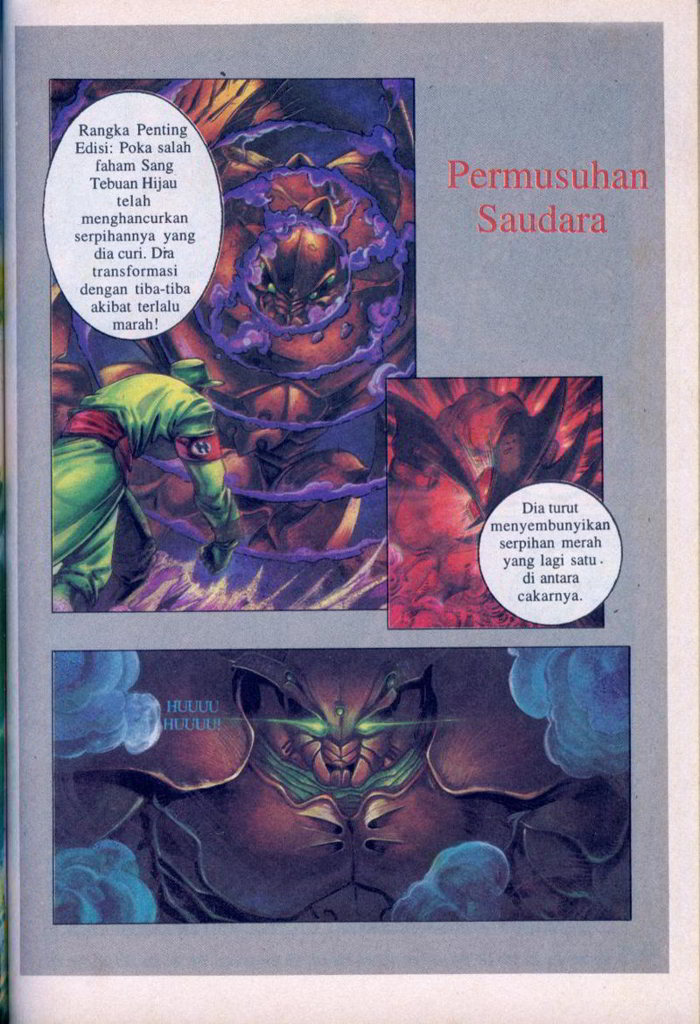 Rangka Penting
Edisi: Poka salah
faham Sang
Tebuan Hijau
telah
menghancurkan
serpihannya yang
dia curi. Dia
transformasi
dengan tiba-tiba
akibat terlalu
marah!
Permusuhan
Saudara
Dia turut
menyembunyikan
serpihan merah
yang lagi satu
di antara
cakarnya.
HUUUU
HUUUU!